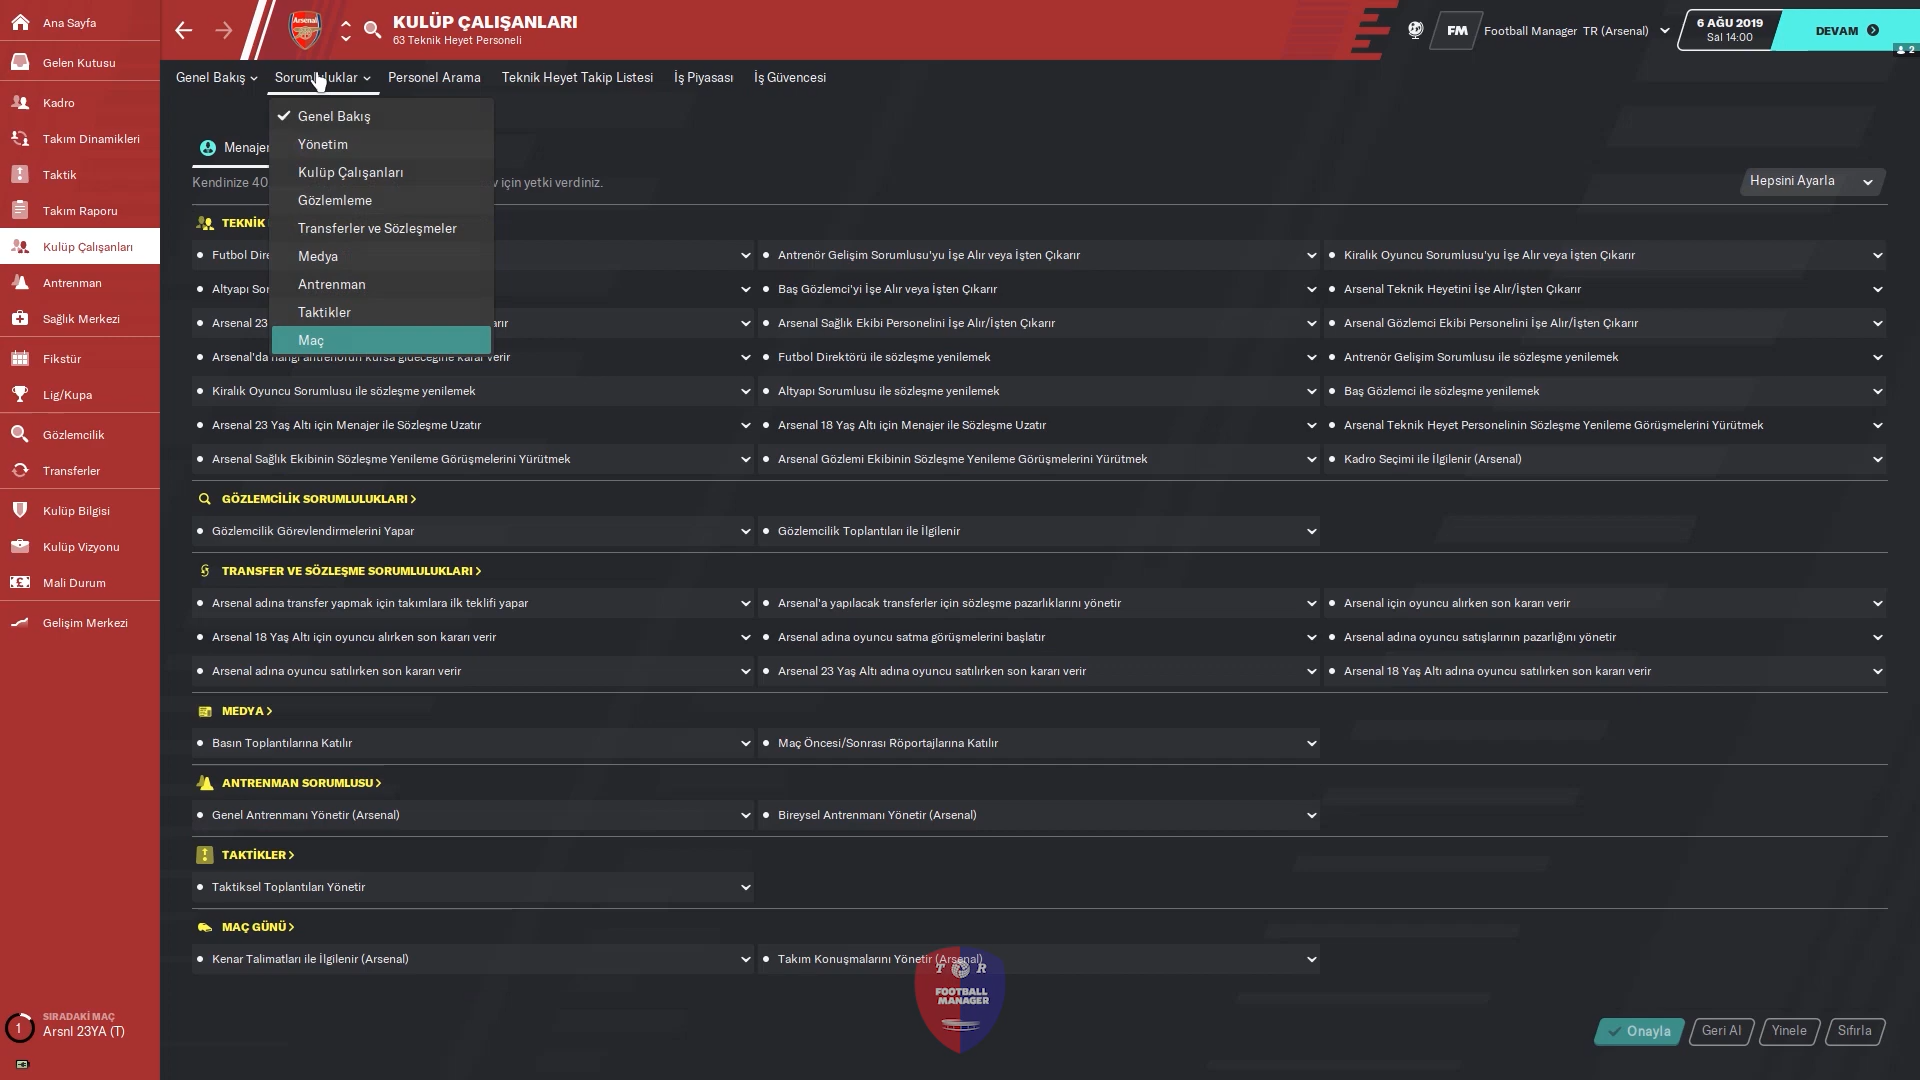 Ana Sayfa
Gelen Kutusu
Kadro
Takım Dinamikleri
Taktik
Takım Raporu
Kulüp Çalışanları
Antrenman
Sağlık Merkezi
Fikstür
Lig/Kupa
Gözlemcilik
Transferler
Kulüp Bilgisi
Kulüp Vizyonu
Mali Durum
Gelişim Merkezi
1
SIRADAKİ MAÇ
Arsnl 23YA (T)
Arsenal
KULÜP ÇALIŞANLARI
63 Teknik Heyet Personeli
FM
Football Manager TR (Arsenal)
6 AĞU 2019
Sal 14:00
DEVAM
2
Genel Bakış
Sorumluluklar
Personel Arama
Teknik Heyet Takip Listesi
İş Piyasası
İş Güvencesi
Genel Bakış
Yönetim
Kulüp Çalışanları
Gözlemleme
Transferler ve Sözleşmeler
Medya
Antrenman
Taktikler
Maç
Menajer
Kendinize 40
için yetki verdiniz.
Hepsini Ayarla
TEKNİK
Futbol
Antrenör Gelişim Sorumlusu'yu İşe Alır veya İşten Çıkarır
Kiralık Oyuncu Sorumlusu'yu İşe Alır veya İşten Çıkarır
Altyapı
Baş Gözlemci'yi İşe Alır veya İşten Çıkarır
Arsenal Teknik Heyetini İşe Alır/İşten Çıkarır
Arsenal 23
Arsenal Sağlık Ekibi Personelini İşe Alır/İşten Çıkarır
Arsenal Gözlemci Ekibi Personelini İşe Alır/İşten Çıkarır
Arsenal'da hangi antrenörün kursa gideceğine karar verir
Futbol Direktörü ile sözleşme yenilemek
Antrenör Gelişim Sorumlusu ile sözleşme yenilemek
Kiralık Oyuncu Sorumlusu ile sözleşme yenilemek
Altyapı Sorumlusu ile sözleşme yenilemek
Baş Gözlemci ile sözleşme yenilemek
Arsenal 23 Yaş Altı için Menajer ile Sözleşme Uzatır
Arsenal 18 Yaş Altı için Menajer ile Sözleşme Uzatır
Arsenal Teknik Heyet Personelinin Sözleşme Yenileme Görüşmelerini Yürütmek
Arsenal Sağlık Ekibinin Sözleşme Yenileme Görüşmelerini Yürütmek
Arsenal Gözlemi Ekibinin Sözleşme Yenileme Görüşmelerini Yürütmek
Kadro Seçimi ile İlgilenir (Arsenal)
GÖZLEMCİLİK SORUMLULUKLARI
Gözlemcilik Görevlendirmelerini Yapar
Gözlemcilik Toplantıları ile İlgilenir
TRANSFER VE SÖZLEŞME SORUMLULUKLARI
Arsenal adına transfer yapmak için takımlara ilk teklifi yapar
Arsenal'a yapılacak transferler için sözleşme pazarlıklarını yönetir
Arsenal için oyuncu alırken son kararı verir
Arsenal 18 Yaş Altı için oyuncu alırken son kararı verir
Arsenal adına oyuncu satma görüşmelerini başlatır
Arsenal adına oyuncu satışlarının pazarlığını yönetir
Arsenal adına oyuncu satılırken son kararı verir
Arsenal 23 Yaş Altı adına oyuncu satılırken son kararı verir
Arsenal 18 Yaş Altı adına oyuncu satılırken son kararı verir
MEDYA
Basın Toplantılarına Katılır
Maç Öncesi/Sonrası Röportajlarına Katılır
ANTRENMAN SORUMLUSU
Genel Antrenmanı Yönetir (Arsenal)
Bireysel Antrenmanı Yönetir (Arsenal)
TAKTİKLER
Taktiksel Toplantıları Yönetir
MAÇ GÜNÜ
Kenar Talimatları ile İlgilenir (Arsenal)
Takım Konuşmalarını Yönetir (Arsenal)
T R
FOOTBALL
MANAGER
Onayla
Geri Al
Yinele
Sıfırla